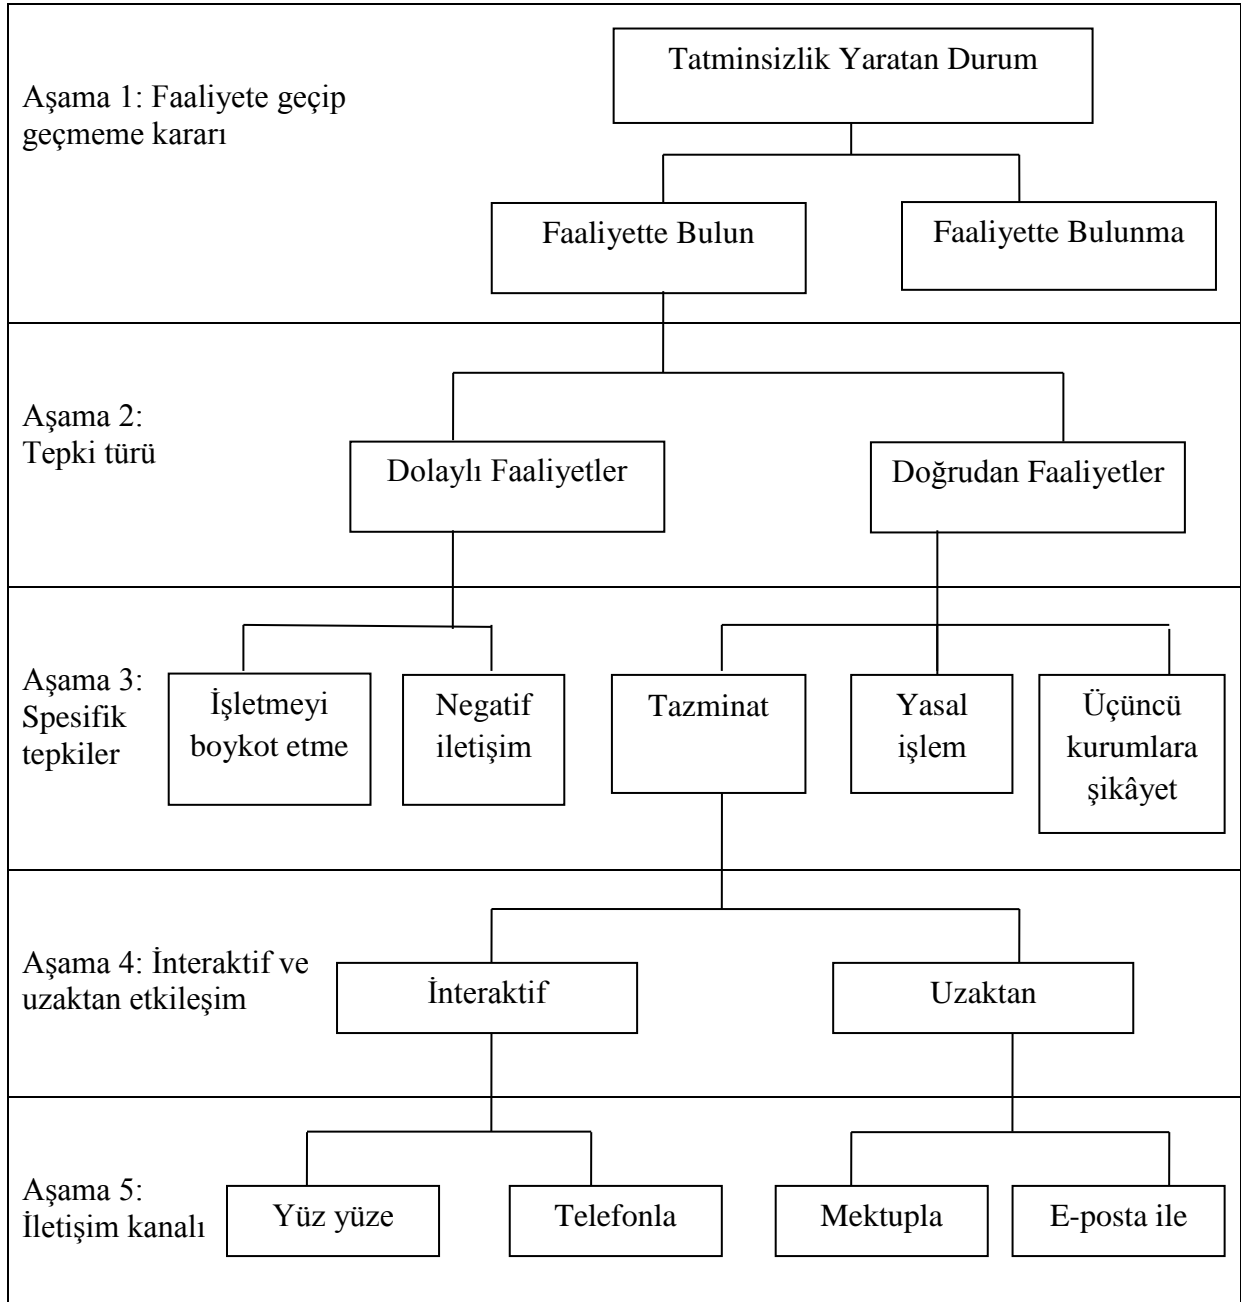 Tatminsizlik Yaratan Durum
Aşama 1: Faaliyete geçip
geçmeme kararı
Faaliyette Bulun
Faaliyette Bulunma
Aşama 2:
Tepki türü
Dolaylı Faaliyetler
Doğrudan Faaliyetler
Aşama 3:
Spesifik
tepkiler
İşletmeyi
boykot etme
Negatif
iletişim
Tazminat
Yasal
işlem
Üçüncü
kurumlara
şikâyet
Aşama 4: İnteraktif ve
uzaktan etkileşim
İnteraktif
Uzaktan
Aşama 5:
İletişim kanalı
Yüz yüze
Telefonla
Mektupla
E-posta ile